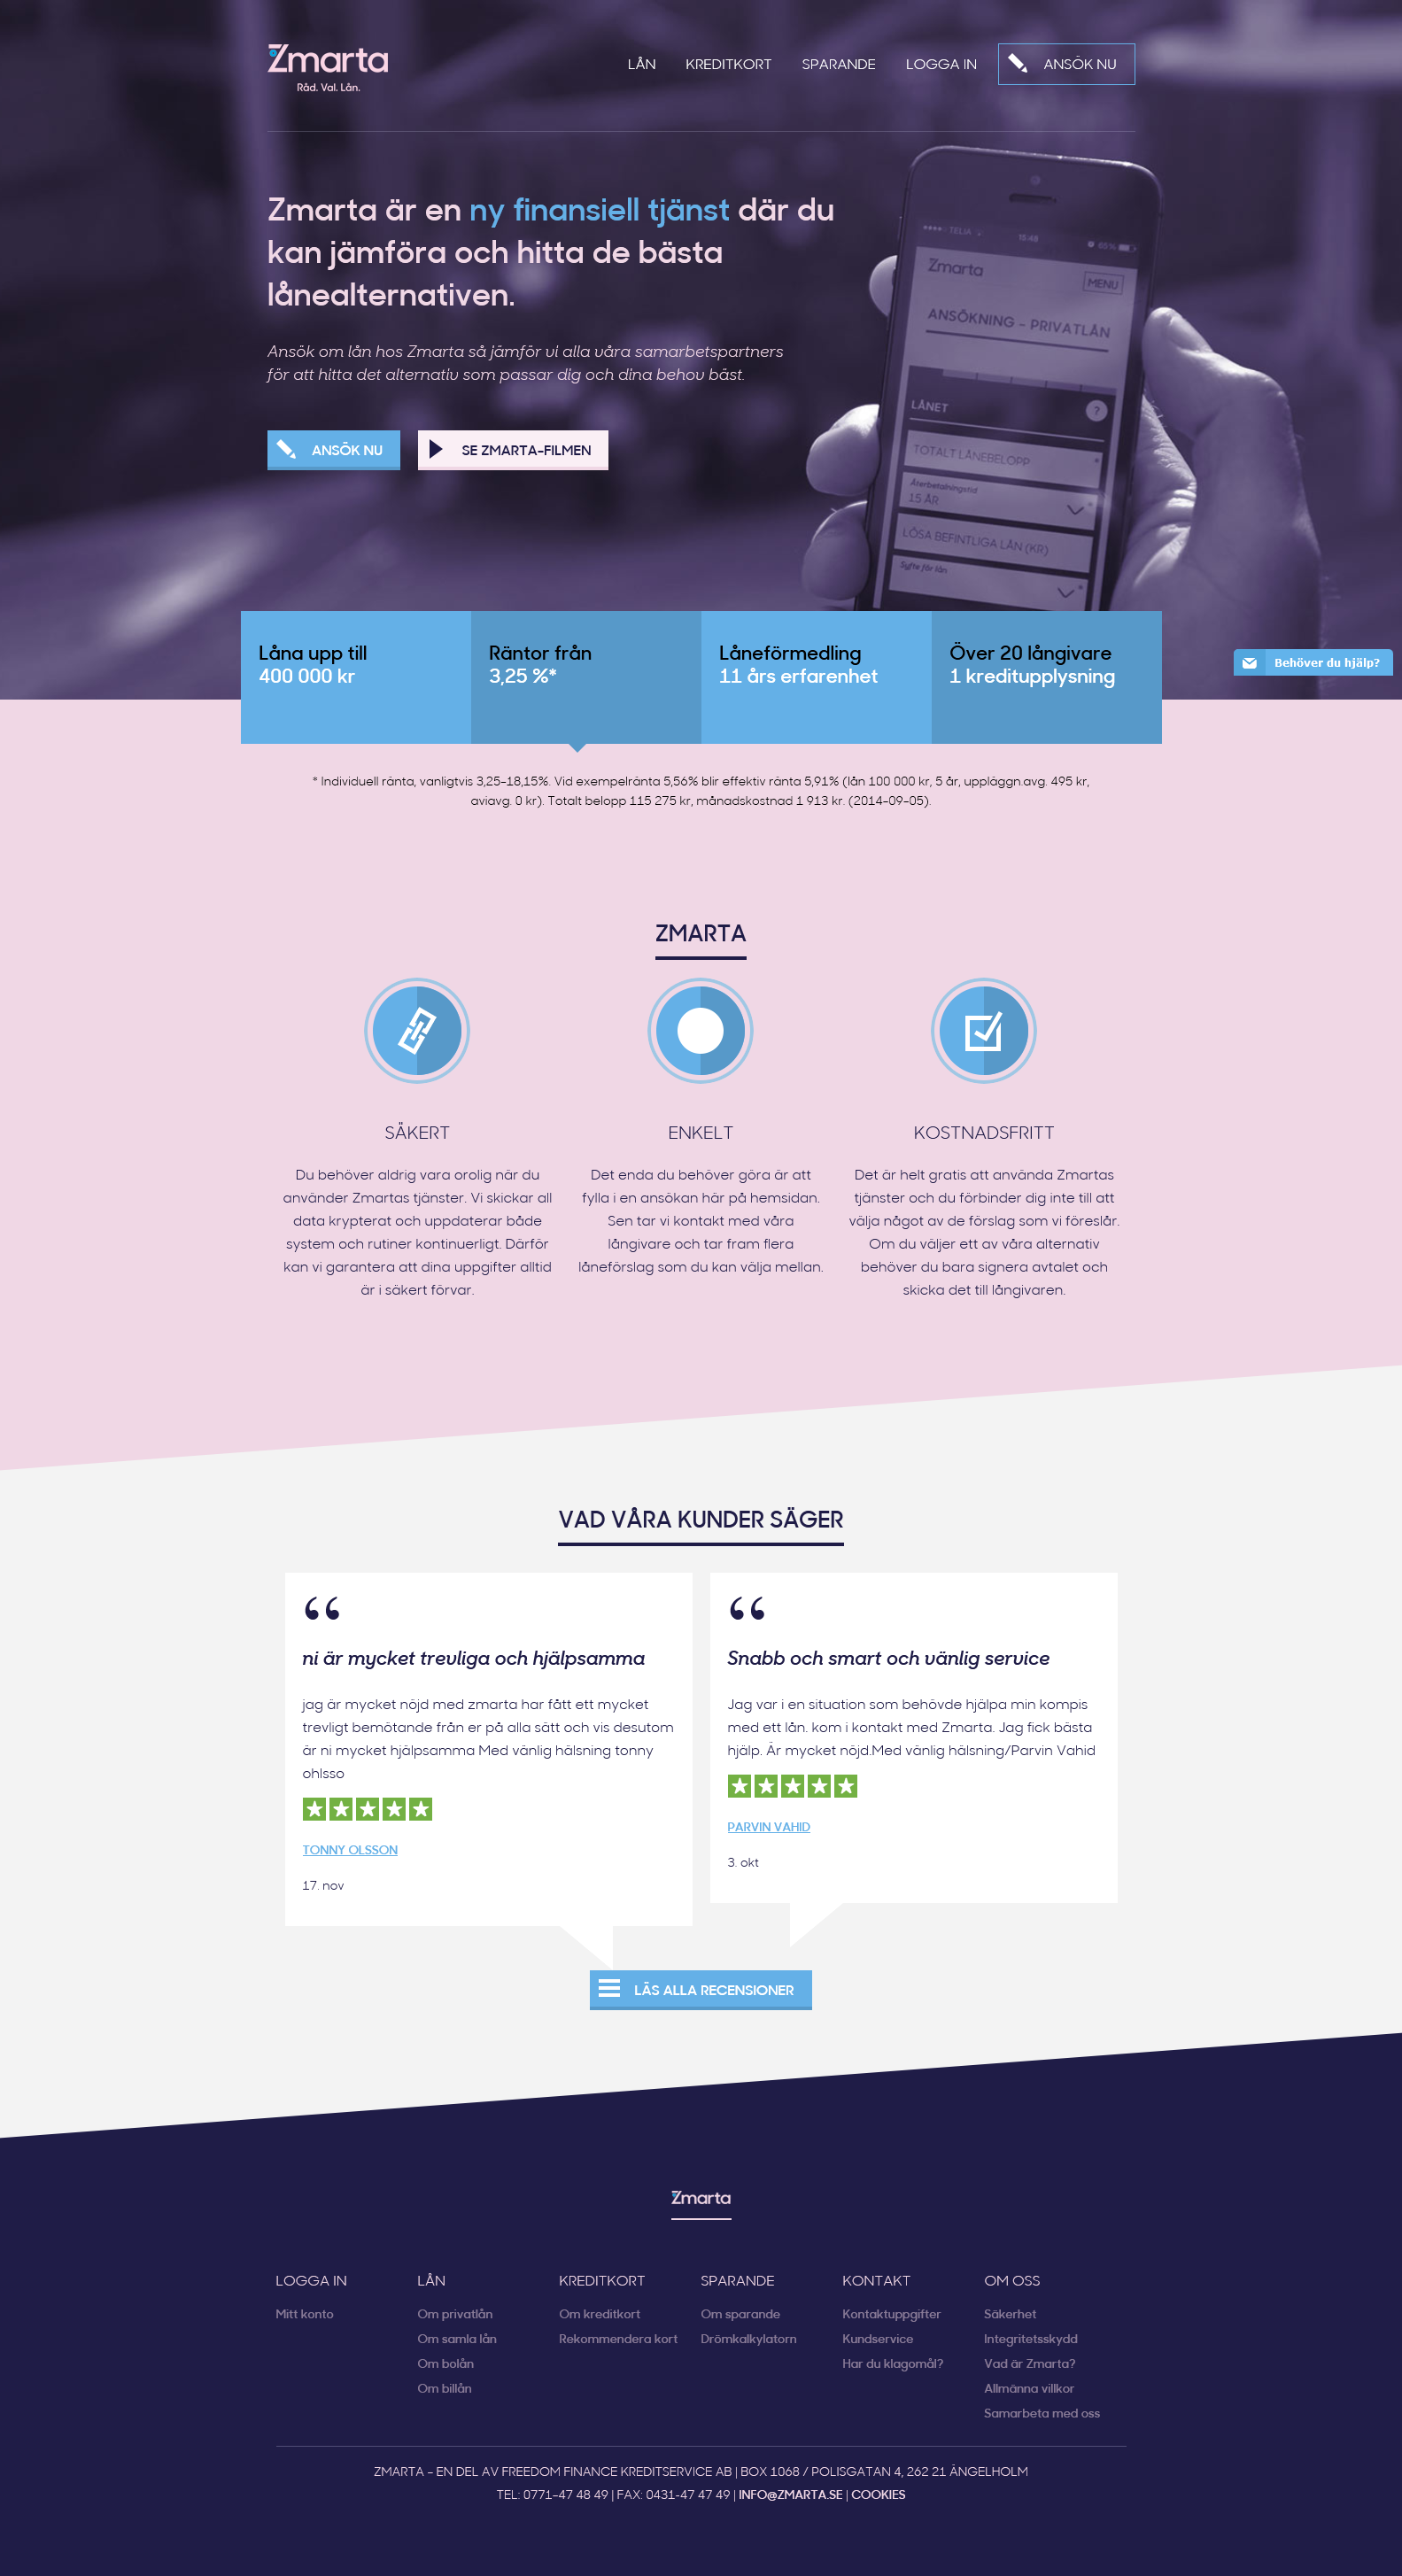 Zmarta
Råd. Val. Lån.
LÅN KREDITKORT SPARANDE LOGGA IN ANSÖK NU
Zmarta är en ny finansiell tjänst där du
kan jämföra och hitta de bästa
lånealternativen.
Ansök om lån hos Zmarta så jämför vi alla våra samarbetspartners
för att hitta det alternativ som passar dig och dina behov bäst.
ANSÖK NU
SE ZMARTA-FILMEN
TELIA 15:48 65%
Zmarta
MENU
ANSÖKNING - PRIVATLÅN
LÅNET
?
TOTALT LÅNEBELOPP *
Återbetalningstid
15 ÅR *
LÖSA BEFINTLIGA LÅN (KR)
Syfte för lån
*
Låna upp till
400 000 kr
Räntor från
3,25 %*
Låneförmedling
11 års erfarenhet
Över 20 långivare
1 kreditupplysning
Behöver du hjälp?
* Individuell ränta, vanligtvis 3,25-18,15%. Vid exempelränta 5,56% blir effektiv ränta 5,91% (lån 100 000 kr, 5 år, uppläggn.avg. 495 kr,
aviavg. 0 kr). Totalt belopp 115 275 kr, månadskostnad 1 913 kr. (2014-09-05).
ZMARTA
SÄKERT
Du behöver aldrig vara orolig när du
använder Zmartas tjänster. Vi skickar all
data krypterat och uppdaterar både
system och rutiner kontinuerligt. Därför
kan vi garantera att dina uppgifter alltid
är i säkert förvar.
ENKELT
Det enda du behöver göra är att
fylla i en ansökan här på hemsidan.
Sen tar vi kontakt med våra
långivare och tar fram flera
låneförslag som du kan välja mellan.
KOSTNADSFRITT
Det är helt gratis att använda Zmartas
tjänster och du förbinder dig inte till att
välja något av de förslag som vi föreslår.
Om du väljer ett av våra alternativ
behöver du bara signera avtalet och
skicka det till långivaren.
VAD VÅRA KUNDER SÄGER
“
ni är mycket trevliga och hjälpsamma
jag är mycket nöjd med zmarta har fått ett mycket
trevligt bemötande från er på alla sätt och vis desutom
är ni mycket hjälpsamma Med vänlig hälsning tonny
ohlsso
TONNY OLSSON
17. nov
“
Snabb och smart och vänlig service
Jag var i en situation som behövde hjälpa min kompis
med ett lån. kom i kontakt med Zmarta. Jag fick bästa
hjälp. Är mycket nöjd.Med vänlig hälsning/Parvin Vahid
PARVIN VAHID
3. okt
LÄS ALLA RECENSIONER
Zmarta
LOGGA IN
Mitt konto
LÅN
Om privatlån
Om samla lån
Om bolån
Om billån
KREDITKORT
Om kreditkort
Rekommendera kort
SPARANDE
Om sparande
Drömkalkylatorn
KONTAKT
Kontaktuppgifter
Kundservice
Har du klagomål?
OM OSS
Säkerhet
Integritetsskydd
Vad är Zmarta?
Allmänna villkor
Samarbeta med oss
ZMARTA - EN DEL AV FREEDOM FINANCE KREDITSERVICE AB | BOX 1068 / POLISGATAN 4, 262 21 ÄNGELHOLM
TEL: 0771-47 48 49 | FAX: 0431-47 47 49 | INFO@ZMARTA.SE | COOKIES